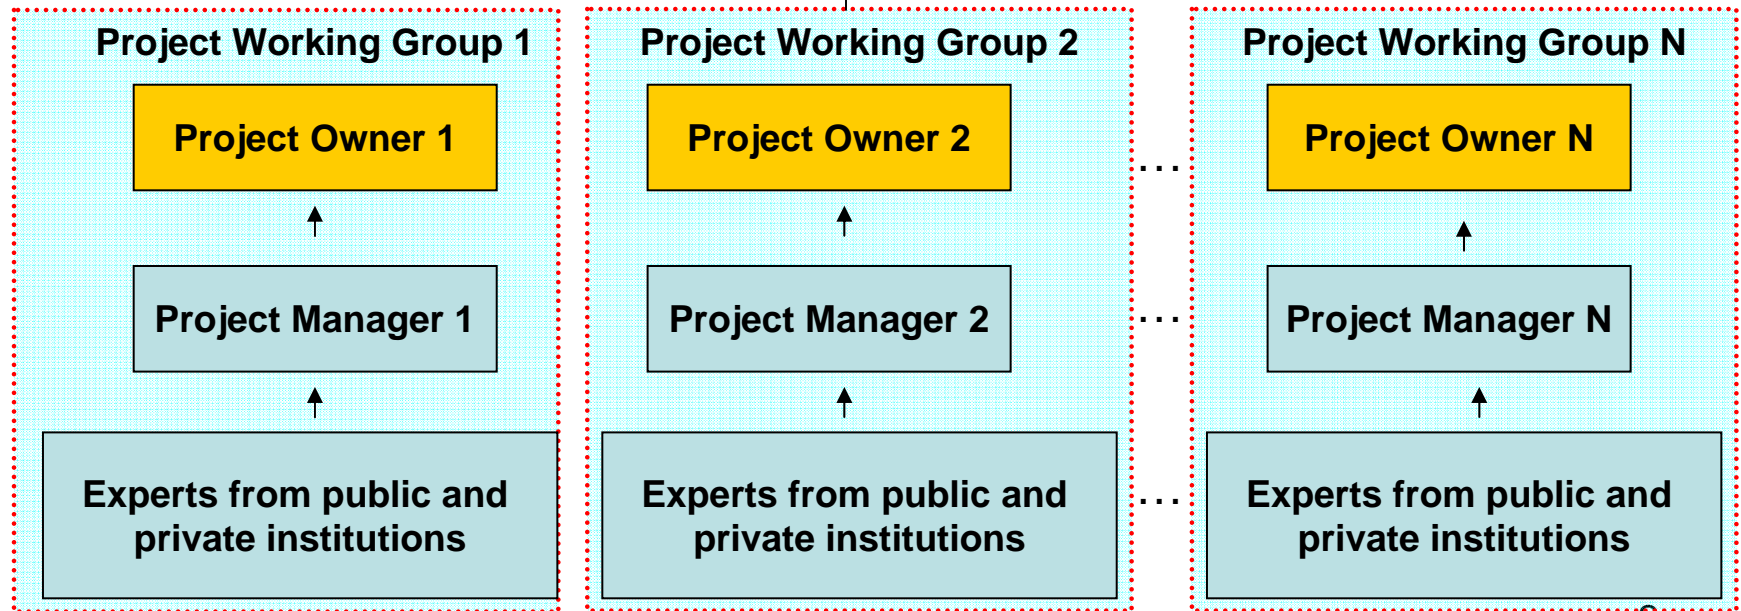 Project Working Group 1
Project Owner 1
Project Manager 1
Experts from public and
private institutions
Project Working Group 2
Project Owner 2
Project Manager 2
Experts from public and
private institutions
...
...
...
Project Working Group N
Project Owner N
Project Manager N
Experts from public and
private institutions